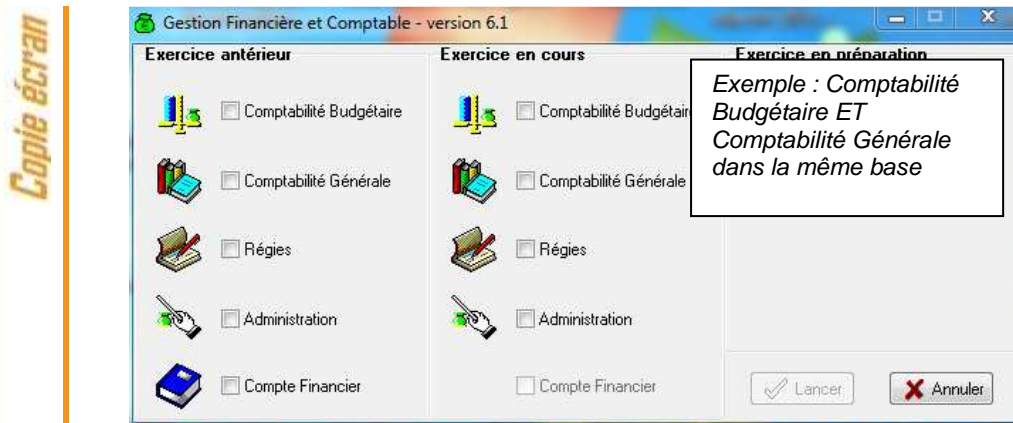 Copie écran
Gestion Financière et Comptable - version 6.1
Exercice antérieur
Comptabilité Budgétaire
Comptabilité Générale
Régies
Administration
Compte Financier
Exercice en cours
Comptabilité Budgétair
Comptabilité Générale
Régies
Administration
Compte Financier
Exercice en préparation
Exemple : Comptabilité
Budgétaire ET
Comptabilité Générale
dans la même base
Lancer
Annuler